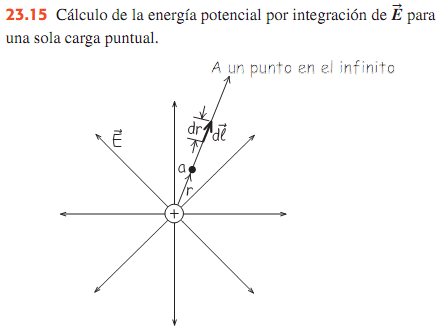 23.15 Cálculo de la energía potencial por integración de E⃗ para
una sola carga puntual.
A un punto en el infinito
dr
dl⃗
E⃗
a
r
+